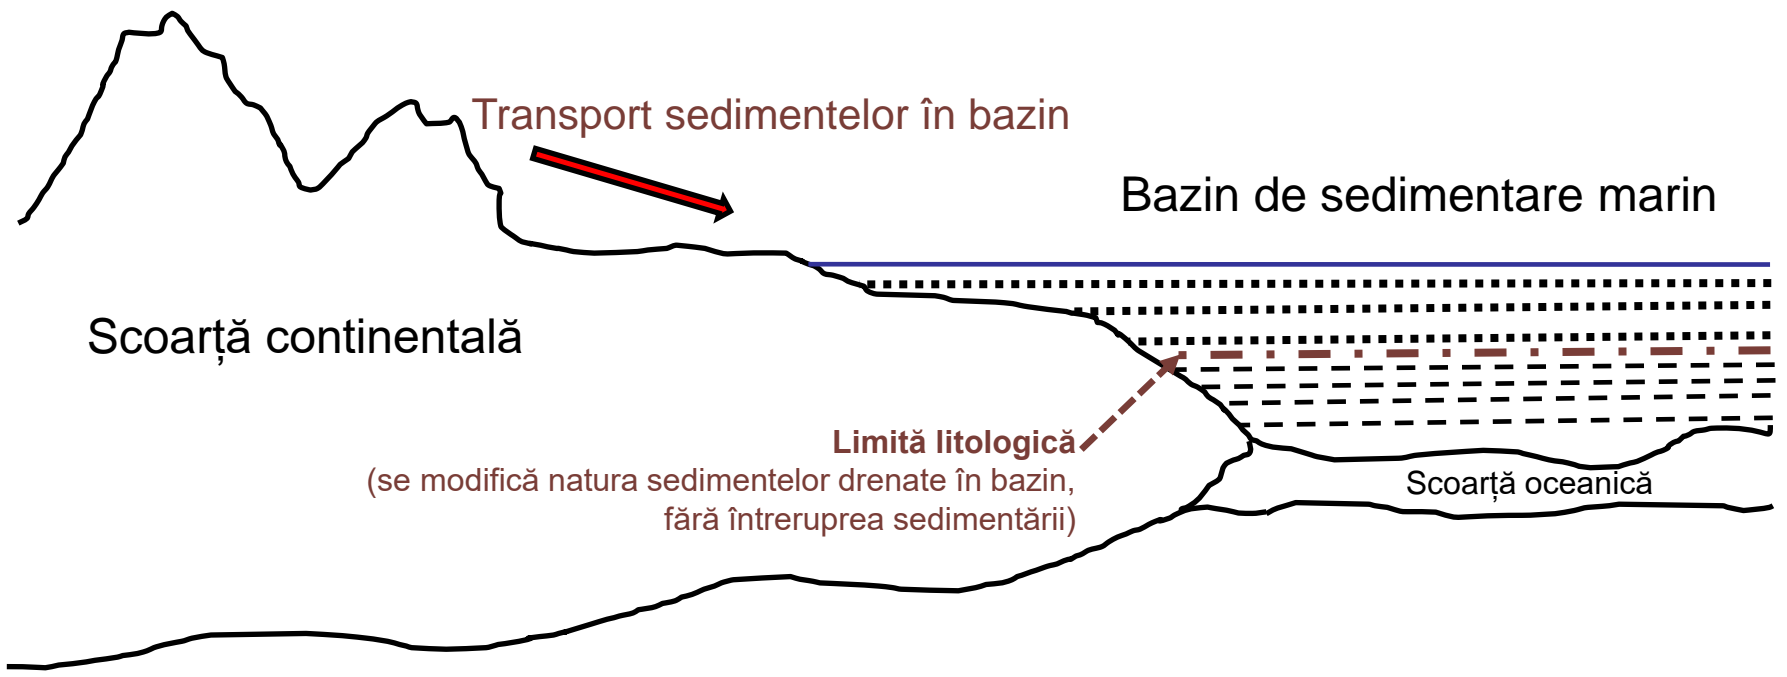 Transport sedimentelor în bazin
Bazin de sedimentare marin
Scoarță continentală
Limită litologică
(se modifică natura sedimentelor drenate în bazin,
fără întreruprea sedimentării)
Scoarță oceanică